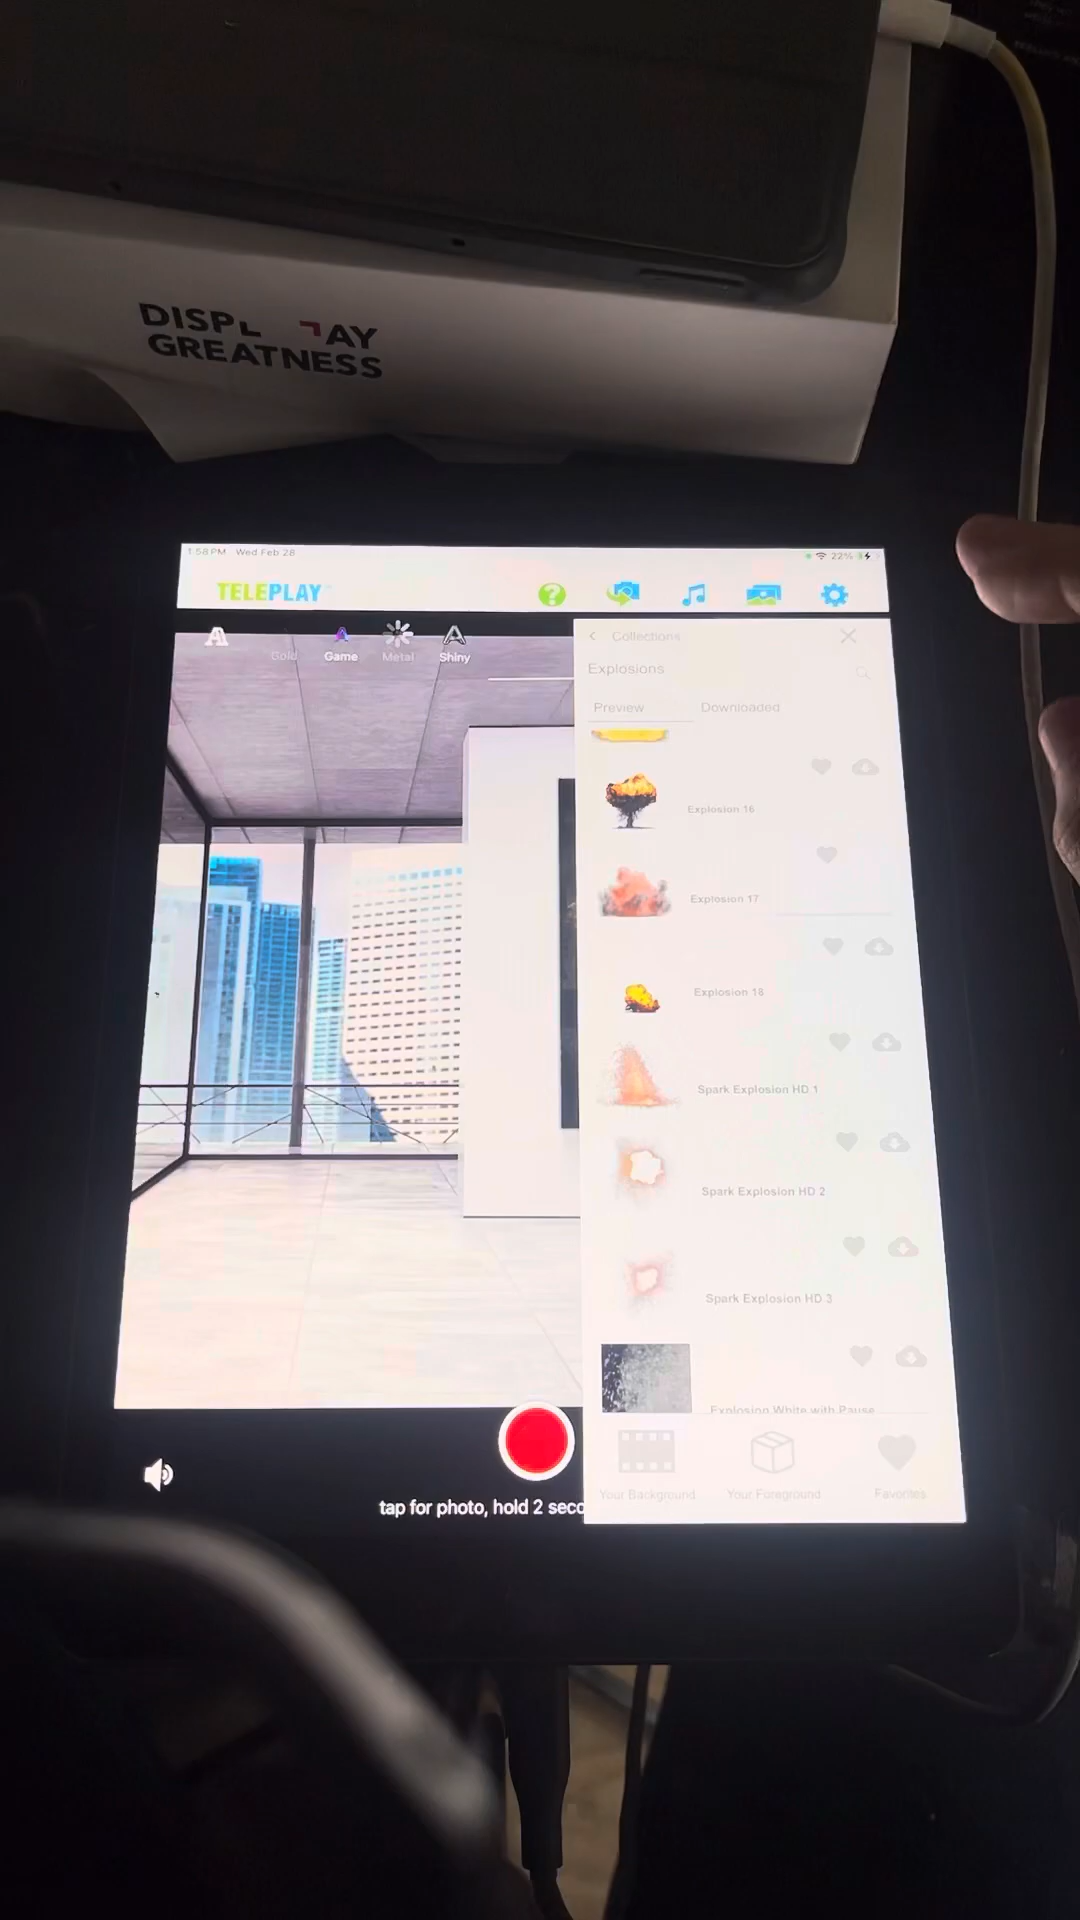 DISPL AY
GREATNESS
1:58 PM Wed Feb 28
22%
TELEPLAY
Gold
Game
Metal
Shiny
Collections
Explosions
Preview
Downloaded
Explosion 16
Explosion 17
Explosion 18
Spark Explosion HD 1
Spark Explosion HD 2
Spark Explosion HD 3
Explosion White with Pause
Your Background
Your Foreground
Favorites
tap for photo, hold 2 seco